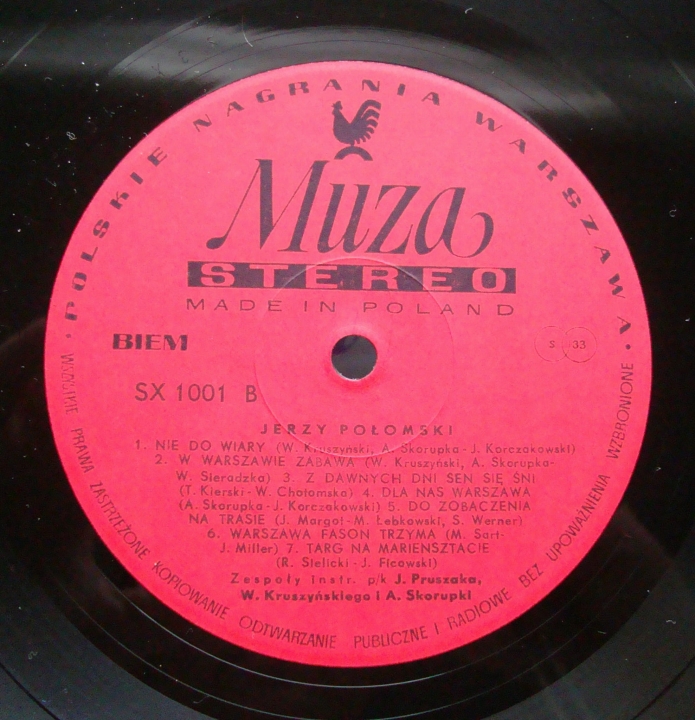 POLSKIE NAGRANIA WARSZAWA
Muza
STEREO
MADE IN POLAND
BIEM
S 33
SX 1001 B
JERZY POŁOMSKI
1. NIE DO WIARY (W. Kruszyński, A. Skorupka-J. Korczakowski)
2. W WARSZAWIE ZABAWA (W. Kruszyński, A. Skorupka-
W. Sieradzka) 3. Z DAWNYCH DNI SEN SIĘ ŚNI
(T. Kierski-W. Chotomska) 4. DLA NAS WARSZAWA
(A. Skorupka-J. Korczakowski) 5. DO ZOBACZENIA
NA TRASIE (J. Margot-M. Łebkowski, S. Werner)
6. WARSZAWA FASON TRZYMA (M. Sart-
J. Miller) 7. TARG NA MARIENSZTACIE
(R. Sielicki-J. Ficowski)
Zespoły instr. p/k J. Pruszaka,
W. Kruszyńskiego i A. Skorupki
• WSZELKIE PRAWA ZASTRZEŻONE KOPIOWANIE ODTWARZANIE PUBLICZNE I RADIOWE BEZ UPOWAŻNIENIA WZBRONIONE •